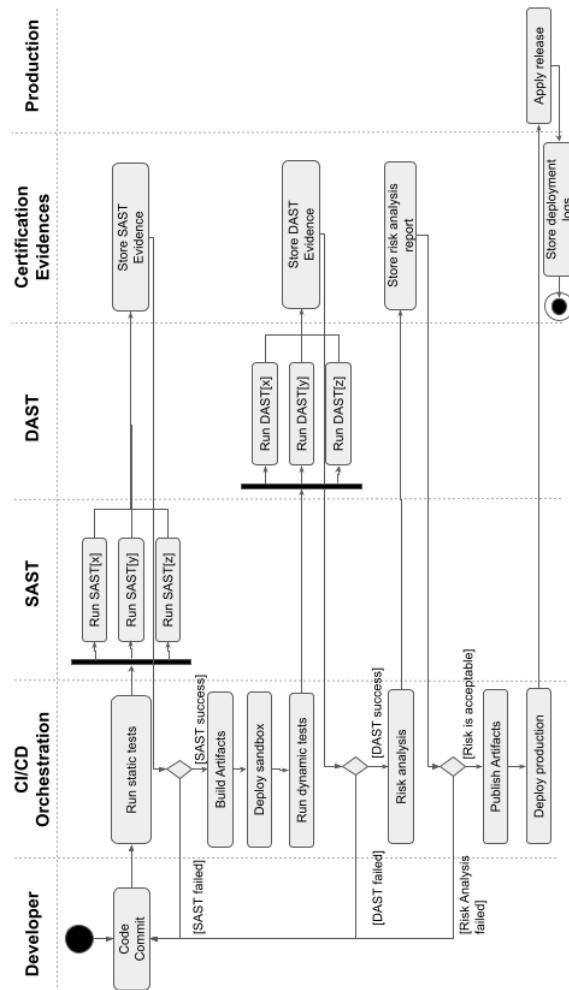 Developer
CI/CD
Orchestration
SAST
DAST
Certification
Evidences
Production
Code
Commit
Run static tests
Run SAST[x]
Run SAST[y]
Run SAST[z]
Store SAST
Evidence
[SAST failed]
[SAST success]
Build Artifacts
Deploy sandbox
Run dynamic tests
Run DAST[x]
Run DAST[y]
Run DAST[z]
Store DAST
Evidence
[DAST failed]
[DAST success]
Risk analysis
Store risk analysis
report
[Risk Analysis
failed]
[Risk is acceptable]
Publish Artifacts
Deploy production
Apply release
Store deployment
logs